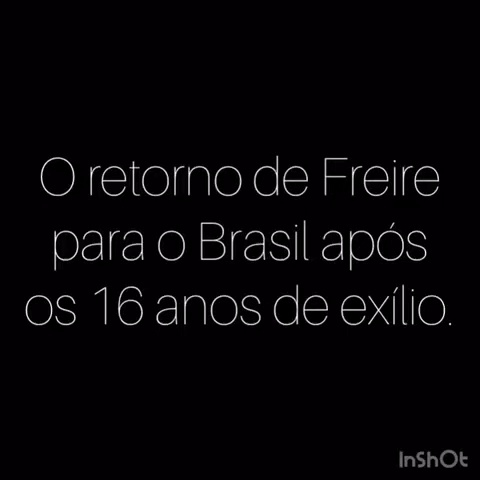 O retorno de Freire
para o Brasil após
os 16 anos de exílio.
InShOt